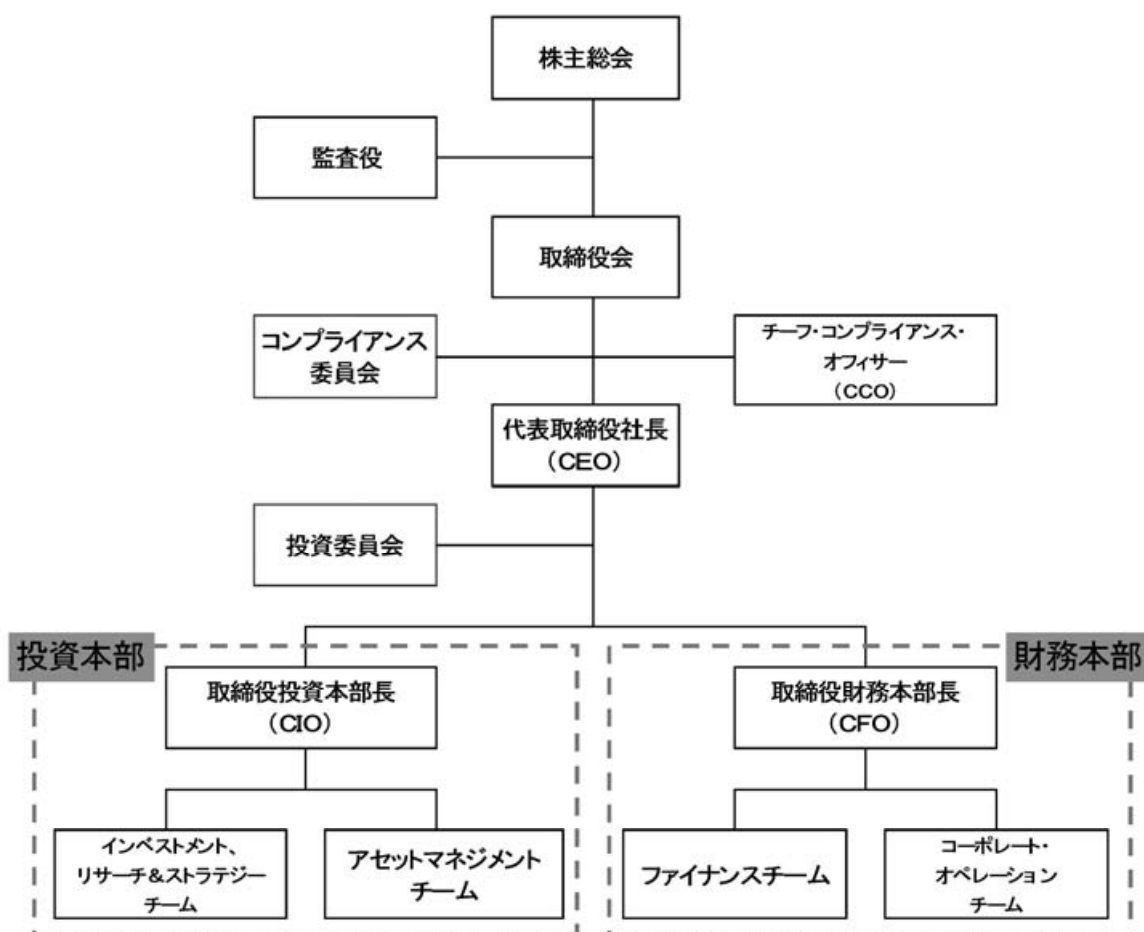 株主総会
監査役
取締役会
コンプライアンス
委員会
チーフ・コンプライアンス・
オフィサー
（CCO）
代表取締役社長
（CEO）
投資委員会
投資本部
財務本部
取締役投資本部長
（CIO）
取締役財務本部長
（CFO）
インベストメント、
リサーチ＆ストラテジー
チーム
アセットマネジメント
チーム
ファイナンスチーム
コーポレート・
オペレーション
チーム